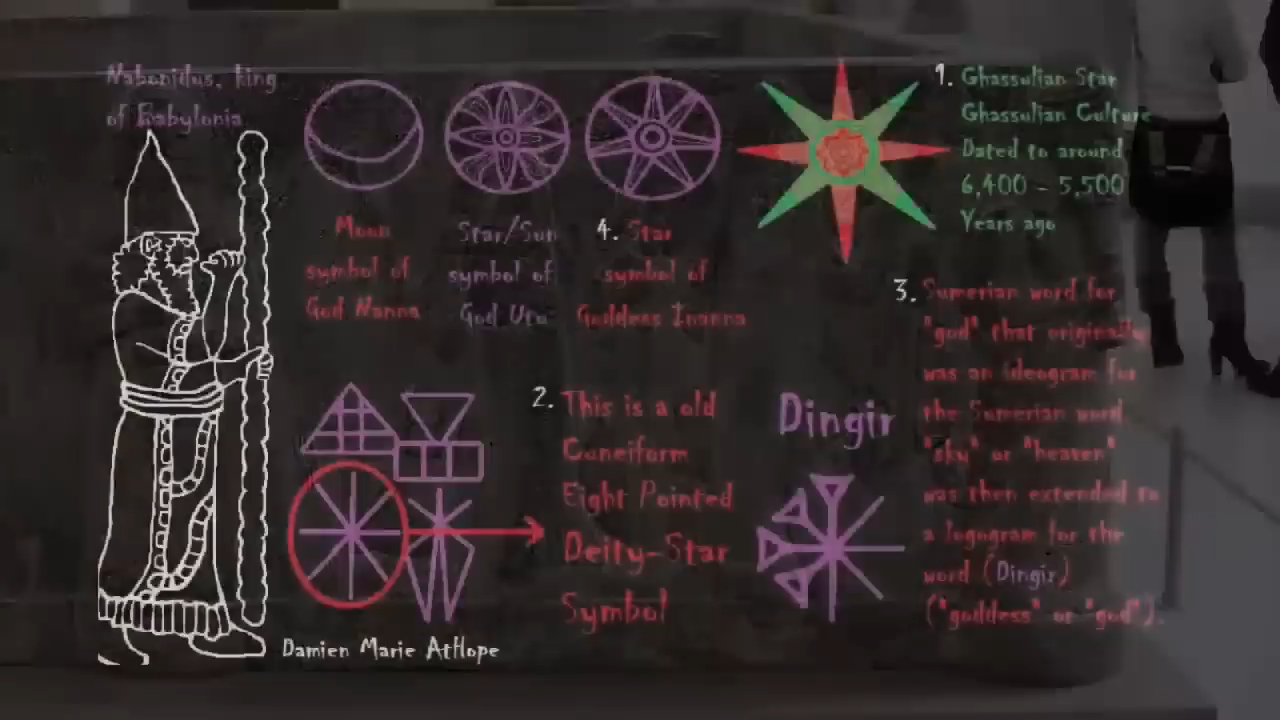 Nabonidus, king
of Babylonia
Moon
symbol of
God Nanna
Star/Sun
symbol of
God Utu
4. Star
symbol of
Goddess Inanna
1. Ghassulian Star
Ghassulian Culture
Dated to around
6,400 - 5,500
Years ago
2. This is a old
Cuneiform
Eight Pointed
Deity-Star
Symbol
Dingir
3. Sumerian word for
"god" that originally
was an ideogram for
the Sumerian word
"sky" or "heaven"
was then extended to
a logogram for the
word (Dingir)
("goddess" or "god").
Damien Marie AtHope